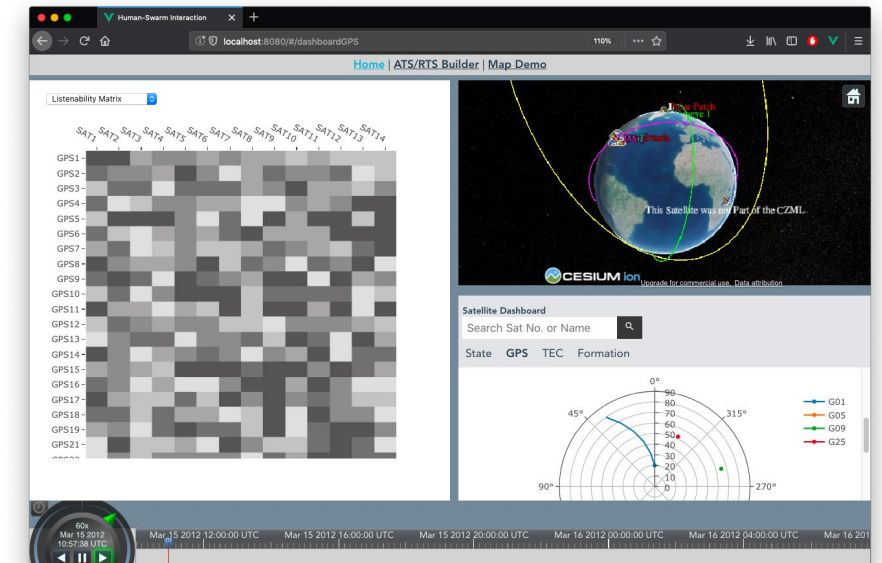 Human-Swarm Interaction
localhost:8080/#/dashboardGPS
110%
Home | ATS/RTS Builder | Map Demo
Listenability Matrix
SAT1 SAT2 SAT3 SAT4 SAT5 SAT6 SAT7 SAT8 SAT9 SAT10 SAT11 SAT12 SAT13 SAT14
GPS1
GPS2
GPS3
GPS4
GPS5
GPS6
GPS7
GPS8
GPS9
GPS10
GPS11
GPS12
GPS13
GPS14
GPS15
GPS16
GPS17
GPS18
GPS19
GPS21
Patch
This Satellite was not Part of the CZML
CESIUM ion
Upgrade for commercial use. Data attribution
Satellite Dashboard
Search Sat No. or Name
State GPS TEC Formation
0°
45°
315°
90°
270°
90
80
70
60
50
40
30
20
10
0
G01
G05
G09
G25
60x
Mar 15 2012
10:57:38 UTC
Mar 15 2012 12:00:00 UTC
Mar 15 2012 16:00:00 UTC
Mar 15 2012 20:00:00 UTC
Mar 16 2012 00:00:00 UTC
Mar 16 2012 04:00:00 UTC
Mar 16 201